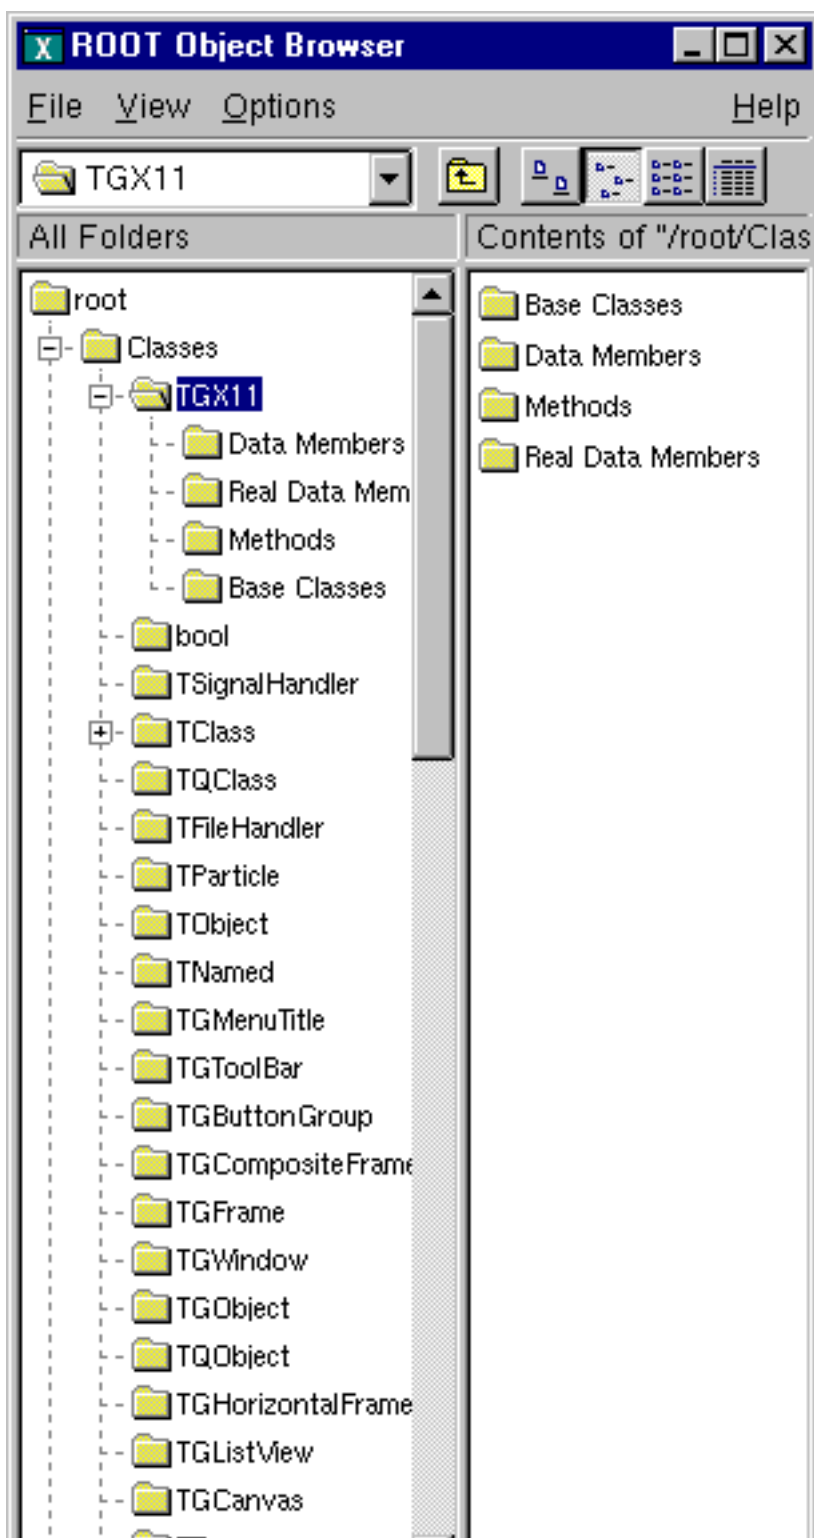 X ROOT Object Browser
File View Options Help
TGX11
All Folders
Contents of "/root/Clas
root
Classes
TGX11
Data Members
Real Data Mem
Methods
Base Classes
bool
TSignalHandler
TClass
TQClass
TFileHandler
TParticle
TObject
TNamed
TGMenuTitle
TGToolBar
TGButtonGroup
TGCompositeFrame
TGFrame
TGWindow
TGObject
TQObject
TGHorizontalFrame
TGListView
TGCanvas
Base Classes
Data Members
Methods
Real Data Members